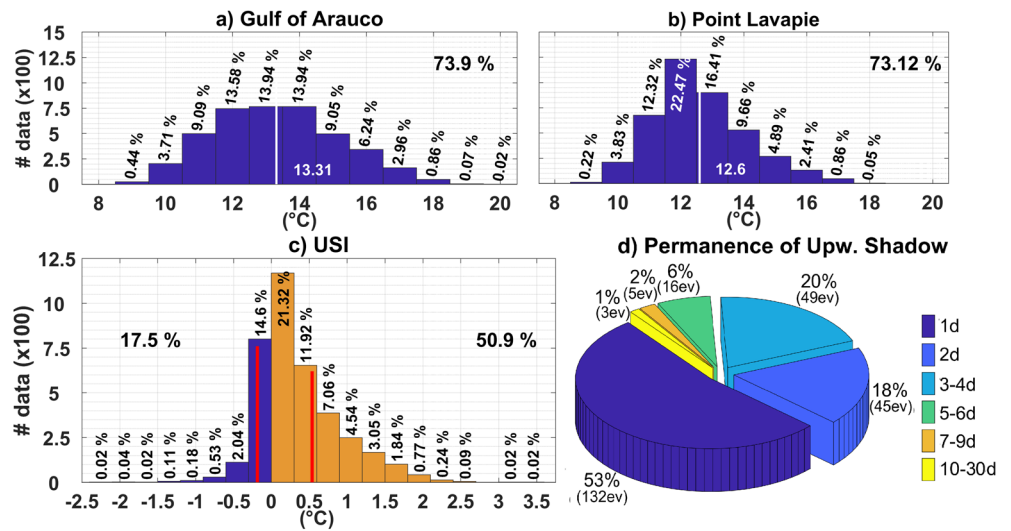 a) Gulf of Arauco
# data (x100)
15
12.5
10
7.5
5
2.5
0
0.44 %
3.71 %
9.09 %
13.58 %
13.94 %
13.94 %
9.05 %
6.24 %
2.96 %
0.86 %
0.07 %
0.02 %
73.9 %
13.31
8 10 12 14 16 18 20
(°C)
b) Point Lavapie
0.22 %
3.83 %
12.32 %
22.47 %
16.41 %
9.66 %
4.89 %
2.41 %
0.86 %
0.05 %
73.12 %
12.6
8 10 12 14 16 18 20
(°C)
c) USI
# data (x100)
12.5
10
7.5
5
2.5
0
0.02 %
0.04 %
0.02 %
0.11 %
0.18 %
0.53 %
2.04 %
14.6 %
21.32 %
11.92 %
7.06 %
4.54 %
3.05 %
1.84 %
0.77 %
0.24 %
0.09 %
0.02 %
0.02 %
17.5 %
50.9 %
-2.5 -2 -1.5 -1 -0.5 0 0.5 1 1.5 2 2.5 3 3.5
(°C)
d) Permanence of Upw. Shadow
1%
(3ev)
2%
(5ev)
6%
(16ev)
20%
(49ev)
18%
(45ev)
53%
(132ev)
1d
2d
3-4d
5-6d
7-9d
10-30d